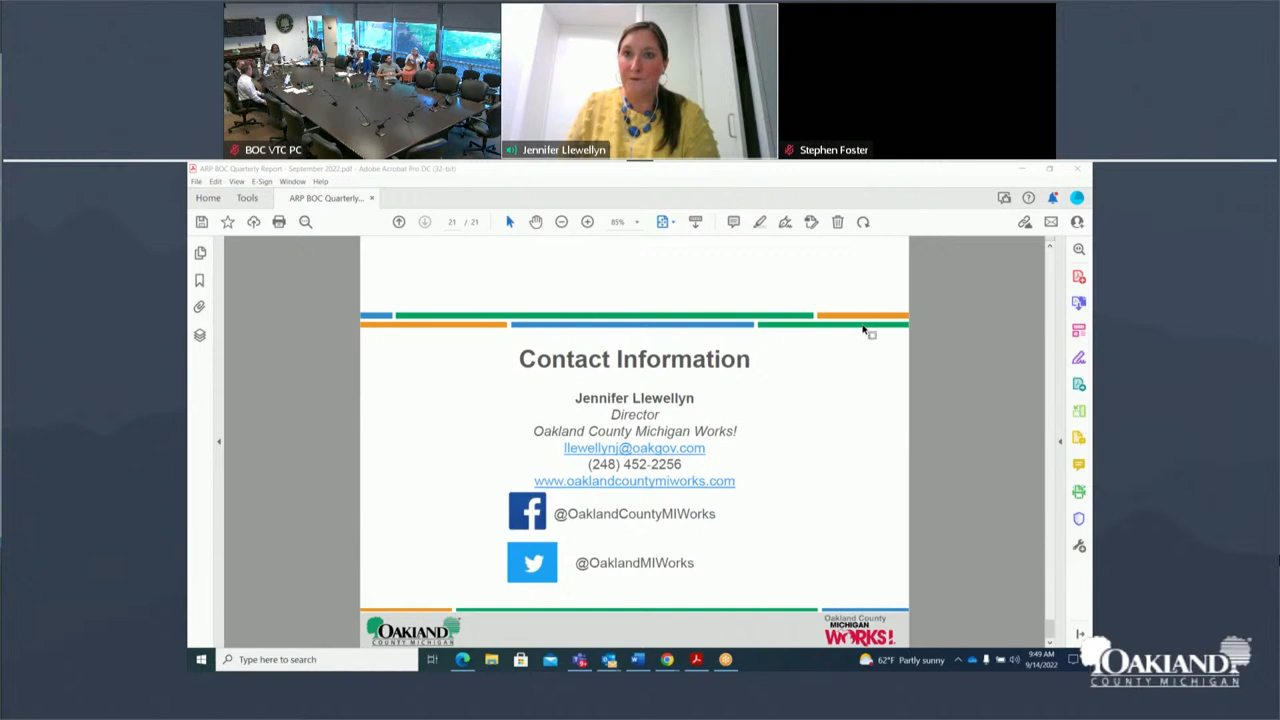 BOC VTC PC
Jennifer Llewellyn
Stephen Foster
ARP BOC Quarterly Report - September 2022.pdf - Adobe Acrobat Pro DC (32-bit)
File Edit View E-Sign Window Help
Home Tools ARP BOC Quarterly... ×
21 / 21 85%
Contact Information
Jennifer Llewellyn
Director
Oakland County Michigan Works!
llewellynj@oakgov.com
(248) 452-2256
www.oaklandcountymiworks.com
@OaklandCountyMIWorks
@OaklandMIWorks
OAKLAND
COUNTY MICHIGAN
Oakland County
MICHIGAN
WORKS!
Type here to search
62°F Partly sunny
9:49 AM
9/14/2022
OAKLAND
COUNTY MICHIGAN